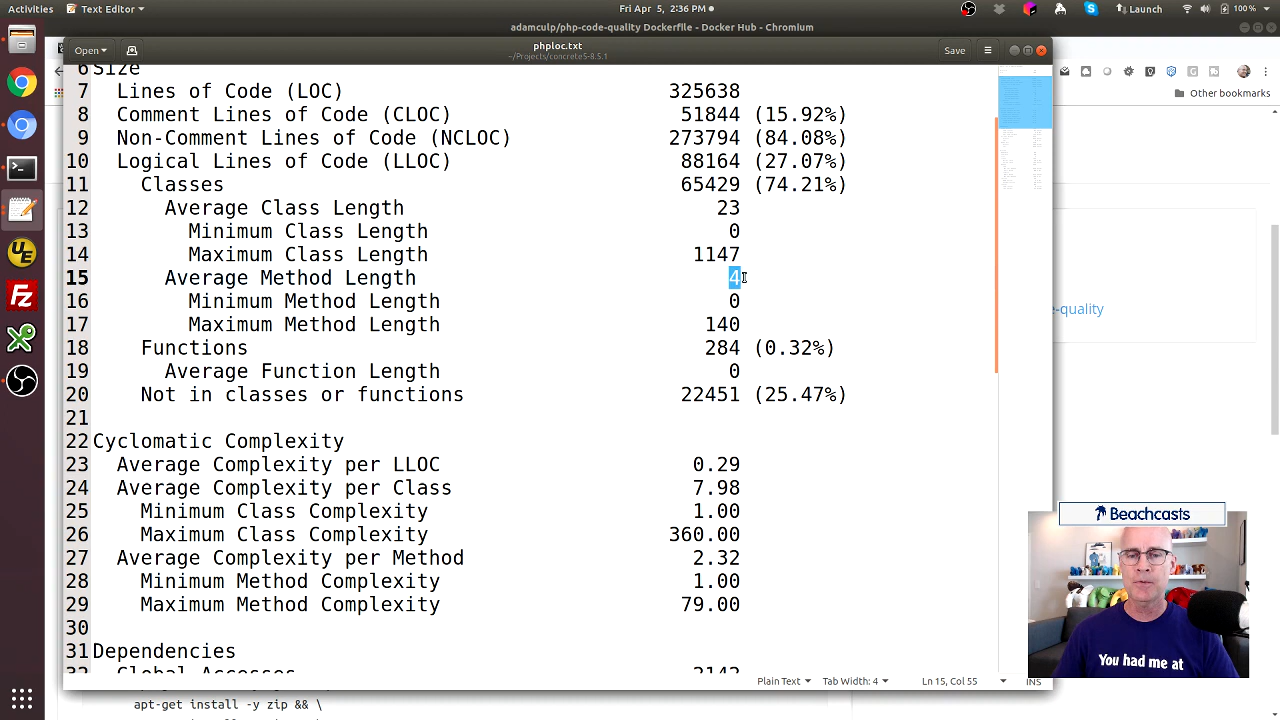 Activities
Text Editor
Fri Apr 5, 2:36 PM
Launch
100%
adamculp/php-code-quality Dockerfile - Docker Hub - Chromium
Open
phploc.txt
~/Projects/concrete5-8.5.1
Save
Other bookmarks
6 Size
7 Lines of Code (LOC) 325638
8 Comment Lines of Code (CLOC) 51844 (15.92%)
9 Non-Comment Lines of Code (NCLOC) 273794 (84.08%)
10 Logical Lines of Code (LLOC) 88164 (27.07%)
11 Classes 65429 (74.21%)
12 Average Class Length 23
13 Minimum Class Length 0
14 Maximum Class Length 1147
15 Average Method Length 4
16 Minimum Method Length 0
17 Maximum Method Length 140
18 Functions 284 (0.32%)
19 Average Function Length 0
20 Not in classes or functions 22451 (25.47%)
21
22 Cyclomatic Complexity
23 Average Complexity per LLOC 0.29
24 Average Complexity per Class 7.98
25 Minimum Class Complexity 1.00
26 Maximum Class Complexity 360.00
27 Average Complexity per Method 2.32
28 Minimum Method Complexity 1.00
29 Maximum Method Complexity 79.00
30
31 Dependencies
32 Global Accesses 2142
e-quality
Beachcasts
You had me at
Plain Text
Tab Width: 4
Ln 15, Col 55
INS
apt-get install -y zip && \